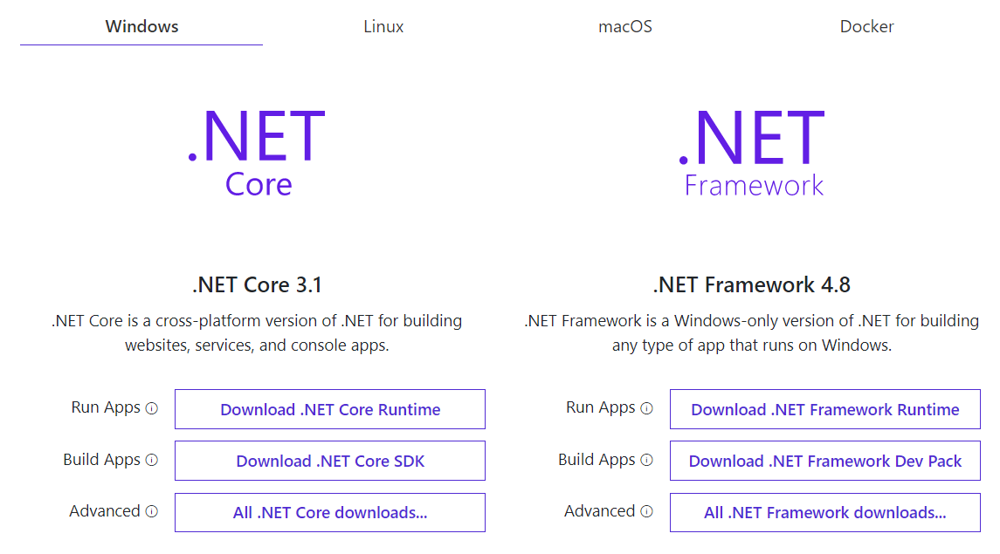 Windows
Linux
macOS
Docker
.NET
Core
.NET Core 3.1
.NET Core is a cross-platform version of .NET for building
websites, services, and console apps.
Run Apps
Download .NET Core Runtime
Build Apps
Download .NET Core SDK
Advanced
All .NET Core downloads...
.NET
Framework
.NET Framework 4.8
.NET Framework is a Windows-only version of .NET for building
any type of app that runs on Windows.
Run Apps
Download .NET Framework Runtime
Build Apps
Download .NET Framework Dev Pack
Advanced
All .NET Framework downloads...